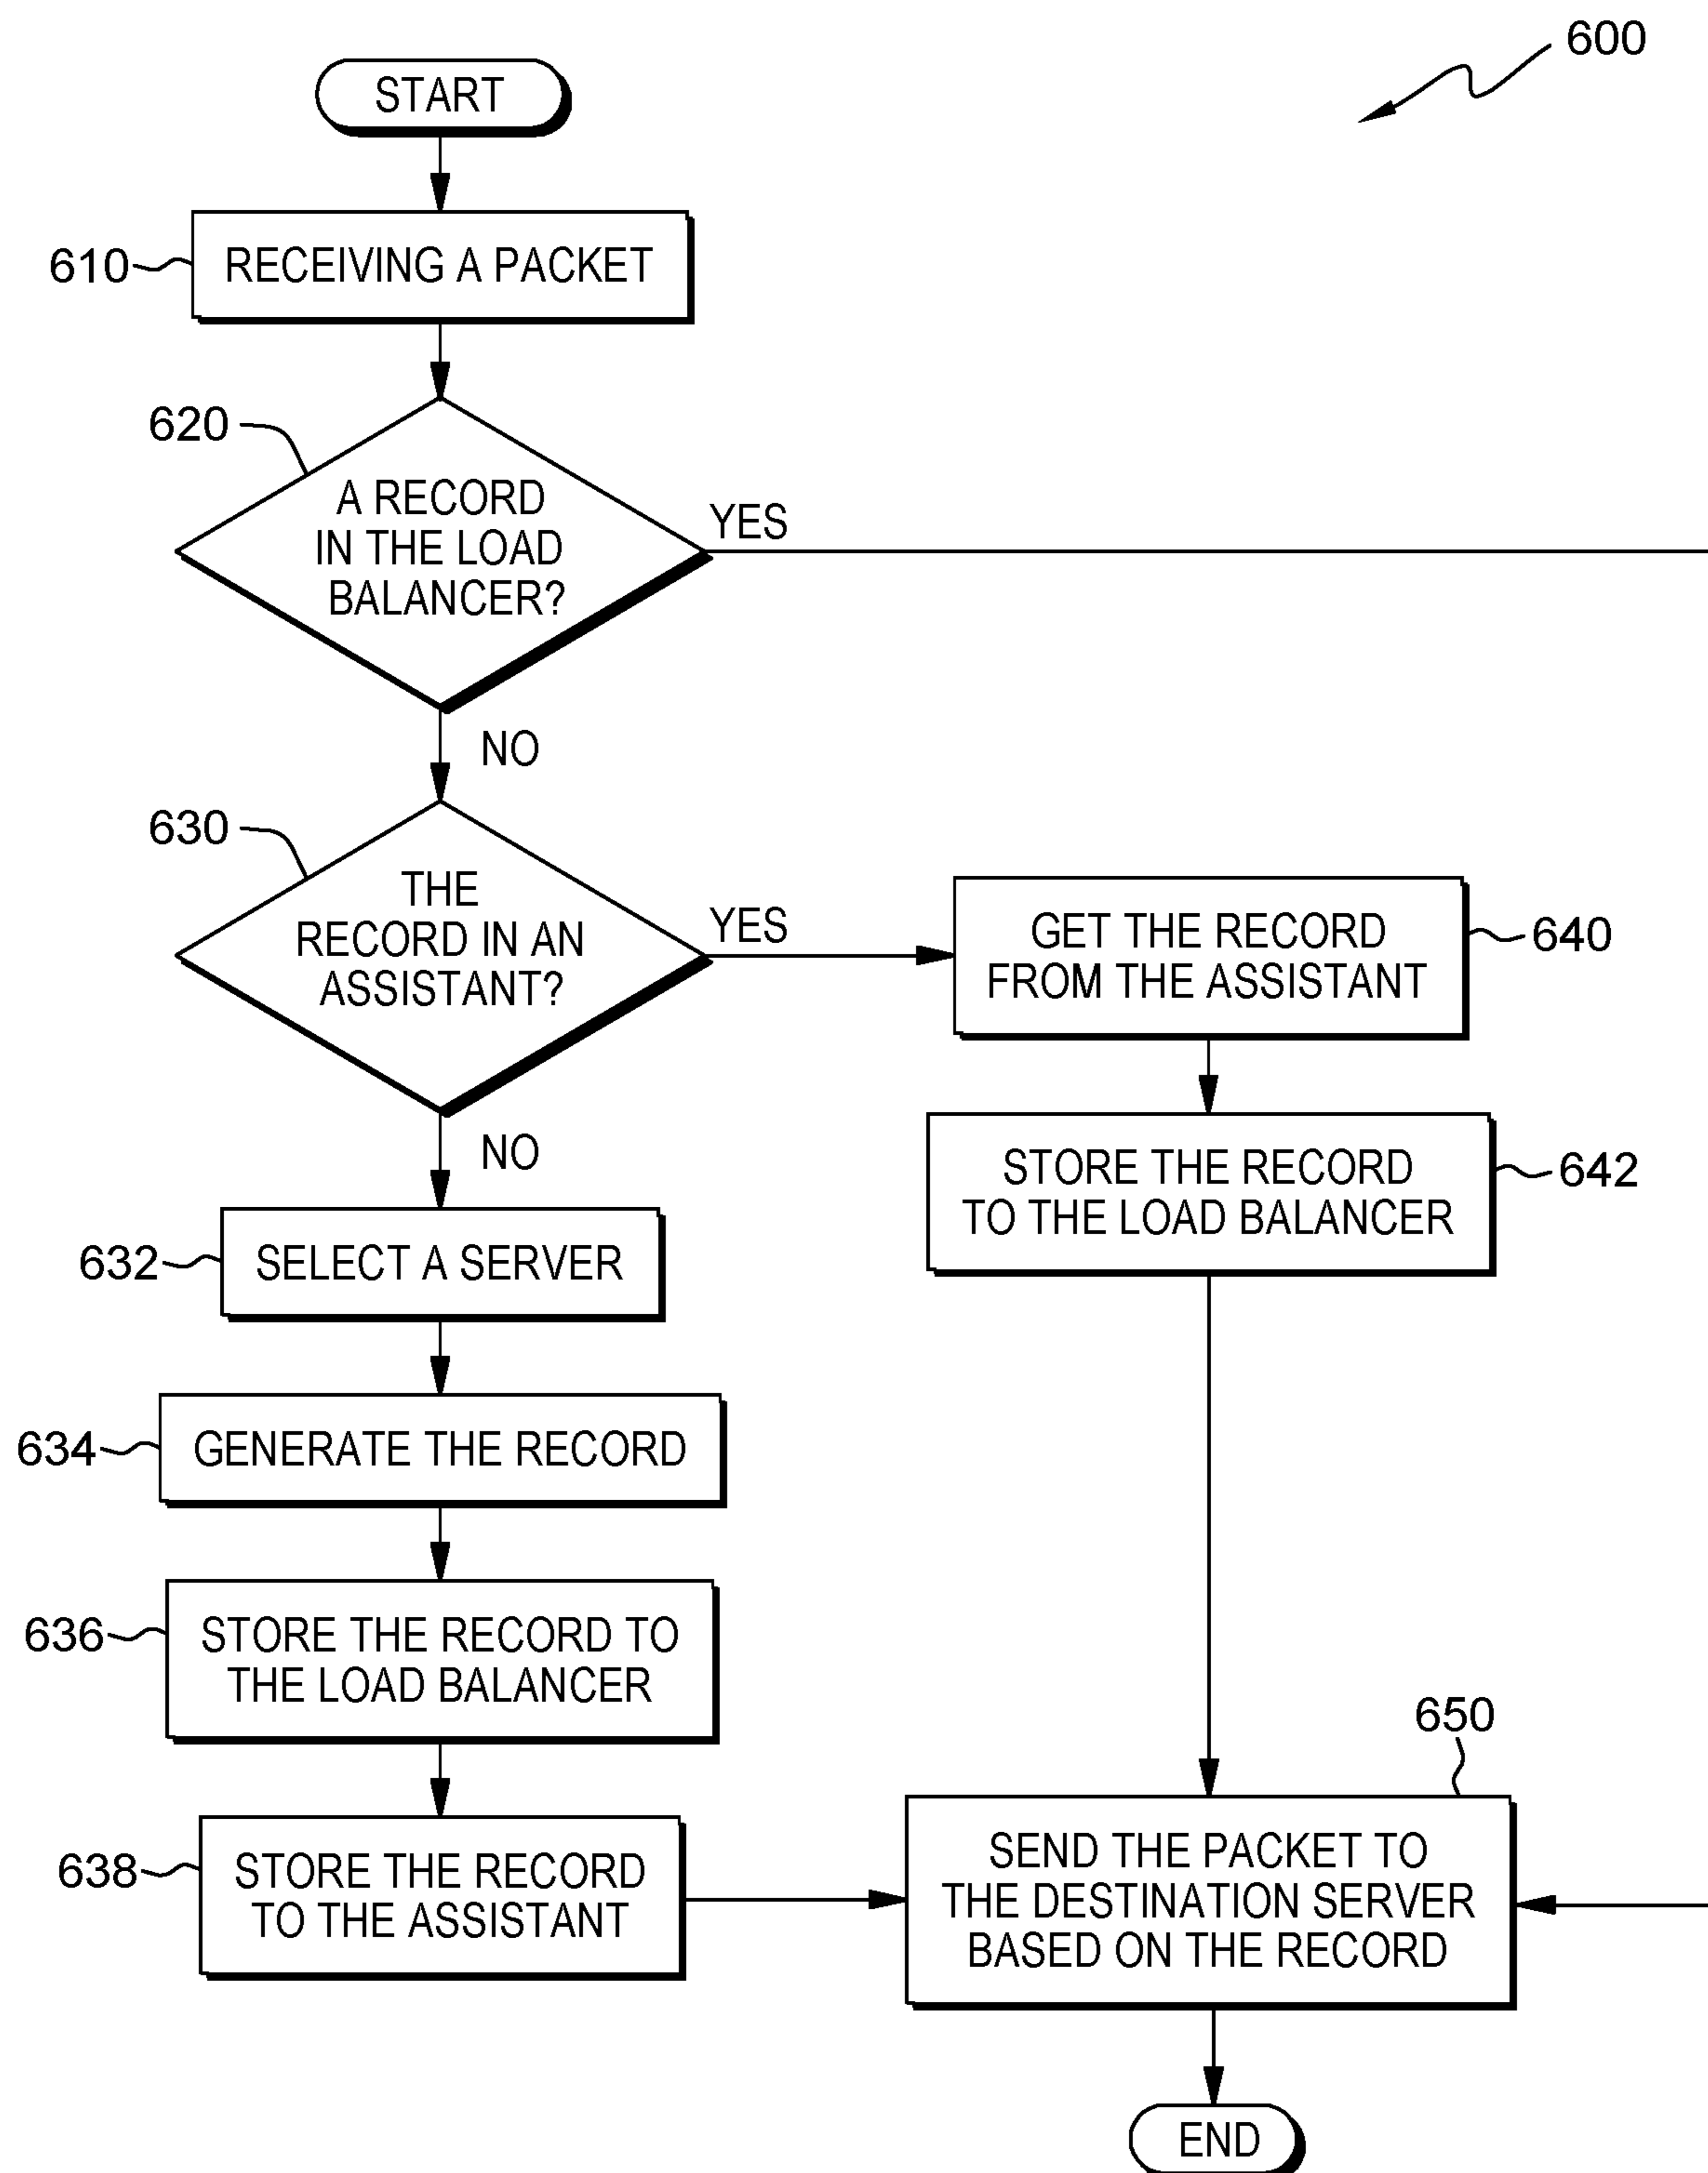 600
START
610
RECEIVING A PACKET
620
A RECORD
IN THE LOAD
BALANCER?
YES
NO
630
THE
RECORD IN AN
ASSISTANT?
YES
GET THE RECORD
FROM THE ASSISTANT
640
NO
STORE THE RECORD
TO THE LOAD BALANCER
642
632
SELECT A SERVER
634
GENERATE THE RECORD
636
STORE THE RECORD TO
THE LOAD BALANCER
638
STORE THE RECORD
TO THE ASSISTANT
650
SEND THE PACKET TO
THE DESTINATION SERVER
BASED ON THE RECORD
END